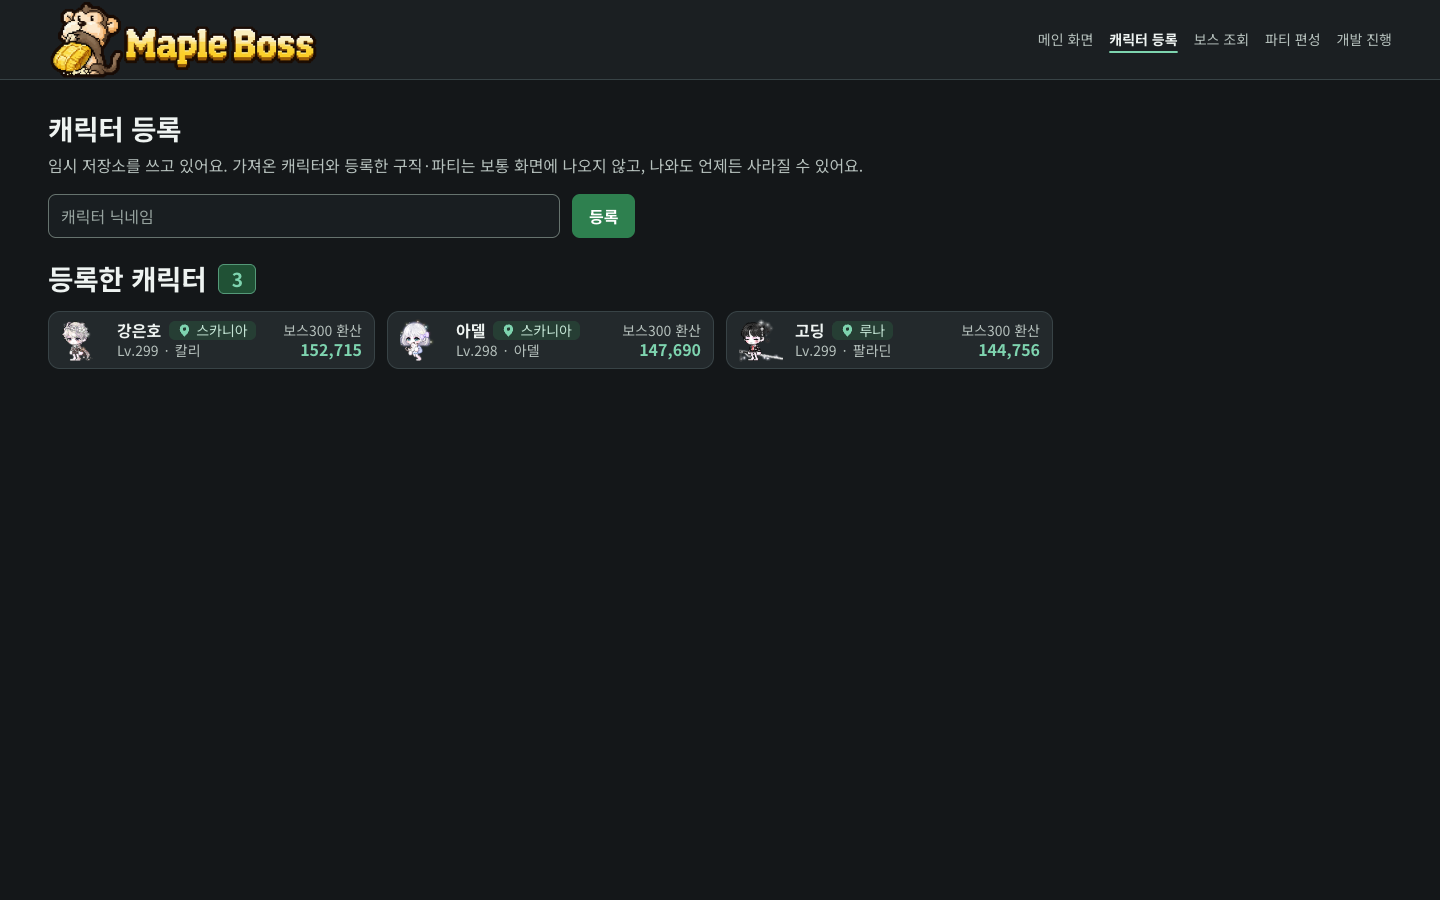 Maple Boss
메인 화면 캐릭터 등록 보스 조회 파티 편성 개발 진행
캐릭터 등록
임시 저장소를 쓰고 있어요. 가져온 캐릭터와 등록한 구직·파티는 보통 화면에 나오지 않고, 나와도 언제든 사라질 수 있어요.
캐릭터 닉네임
등록
등록한 캐릭터 3
강은호 스카니아 보스300 환산
Lv.299 · 칼리 152,715
아델 스카니아 보스300 환산
Lv.298 · 아델 147,690
고딩 루나 보스300 환산
Lv.299 · 팔라딘 144,756